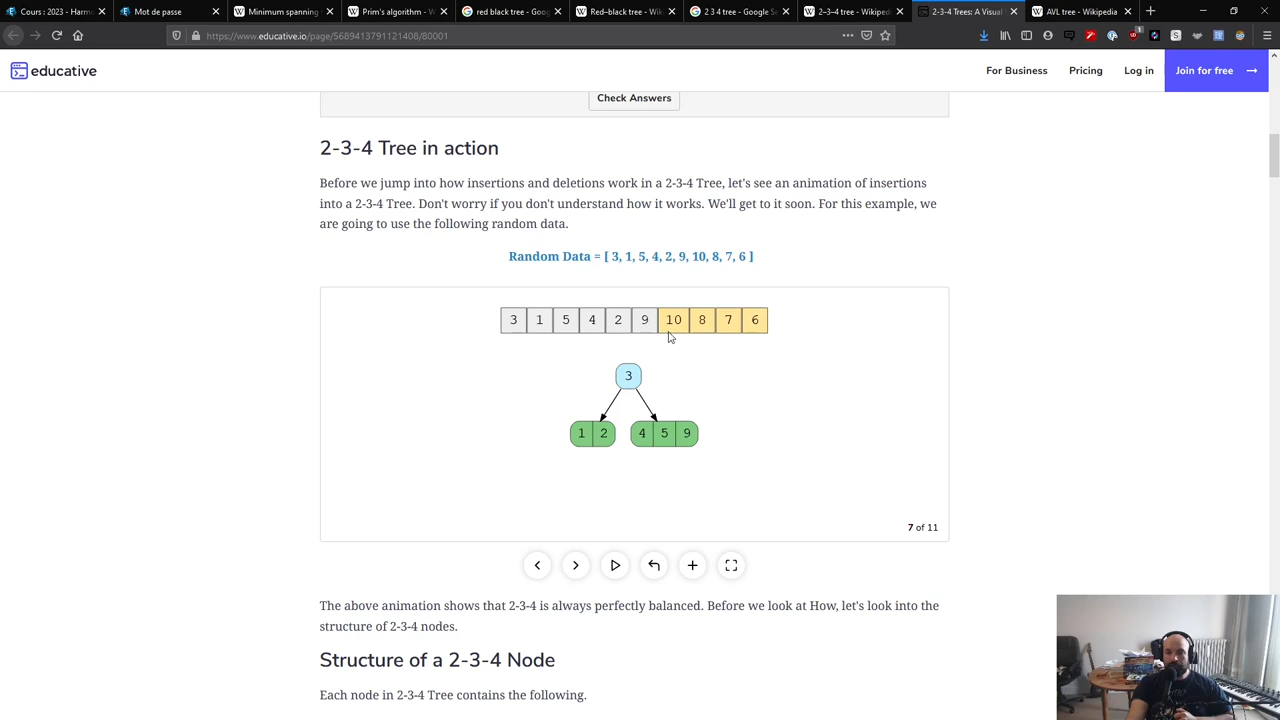 Cours : 2023 - Harmo
Mot de passe
Minimum spanning
Prim's algorithm - W
red black tree - Goog
Red–black tree - Wik
2 3 4 tree - Google Se
2–3–4 tree - Wikiped
2-3-4 Trees: A Visual
AVL tree - Wikipedia
https://www.educative.io/page/5689413791121408/80001
educative
For Business
Pricing
Log in
Join for free
Check Answers
2-3-4 Tree in action
Before we jump into how insertions and deletions work in a 2-3-4 Tree, let's see an animation of insertions
into a 2-3-4 Tree. Don't worry if you don't understand how it works. We'll get to it soon. For this example, we
are going to use the following random data.
Random Data = [ 3, 1, 5, 4, 2, 9, 10, 8, 7, 6 ]
3 1 5 4 2 9 10 8 7 6
3
1 2 4 5 9
7 of 11
The above animation shows that 2-3-4 is always perfectly balanced. Before we look at How, let's look into the
structure of 2-3-4 nodes.
Structure of a 2-3-4 Node
Each node in 2-3-4 Tree contains the following.